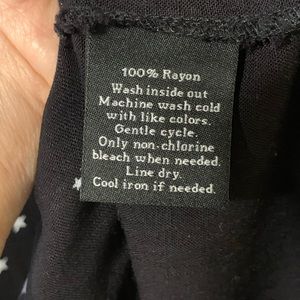 100% Rayon
Wash inside out
Machine wash cold
with like colors.
Gentle cycle.
Only non-chlorine
bleach when needed.
Line dry.
Cool iron if needed.